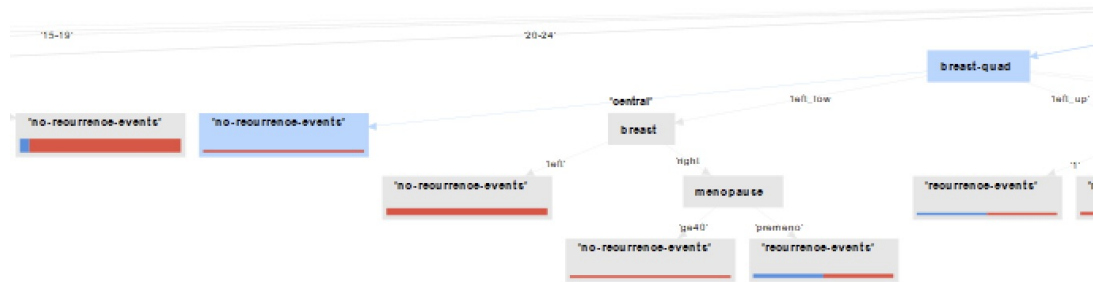 '15-19'
'20-24'
breast-quad
"central"
'left_low
'left_up'
"no-recurrence-events"
"no-recurrence-events"
breast
'left'
'right
'1'
"no-recurrence-events"
menopause
"recurrence-events"
'ge40'
'premeno'
"no-recurrence-events"
"recurrence-events"